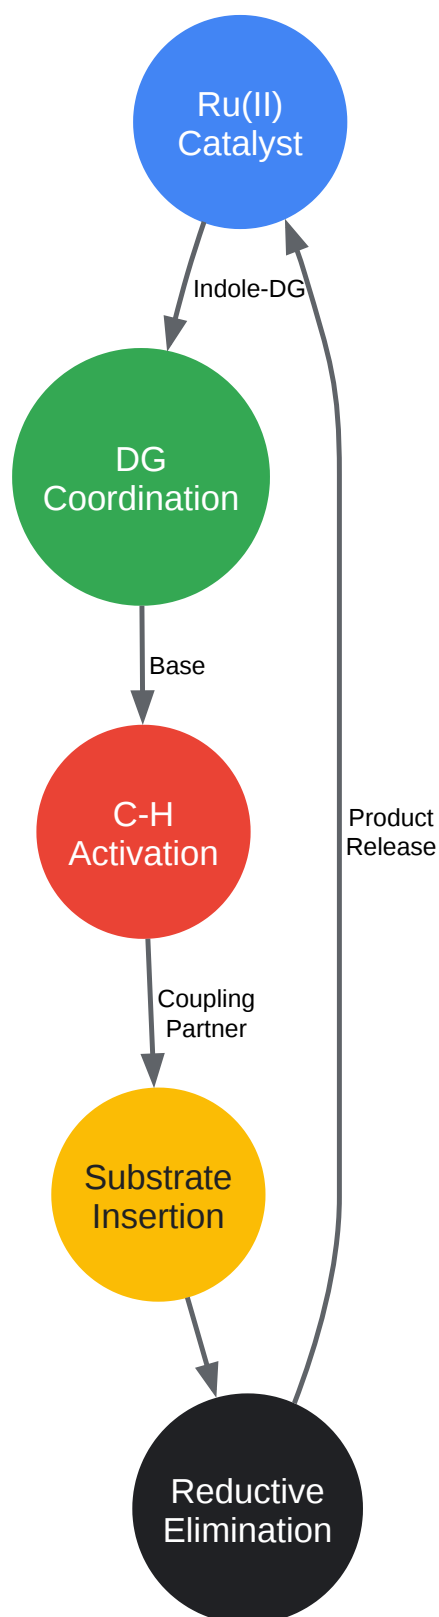 Ru(II)
Catalyst
Indole-DG
DG
Coordination
Base
C-H
Activation
Product
Release
Coupling
Partner
Substrate
Insertion
Reductive
Elimination